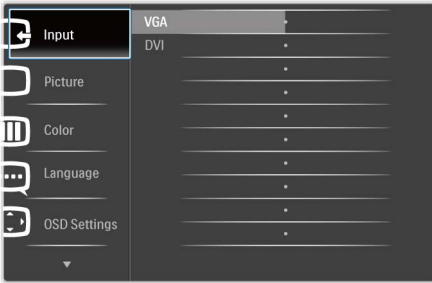 Input
VGA
DVI
Picture
Color
Language
OSD Settings